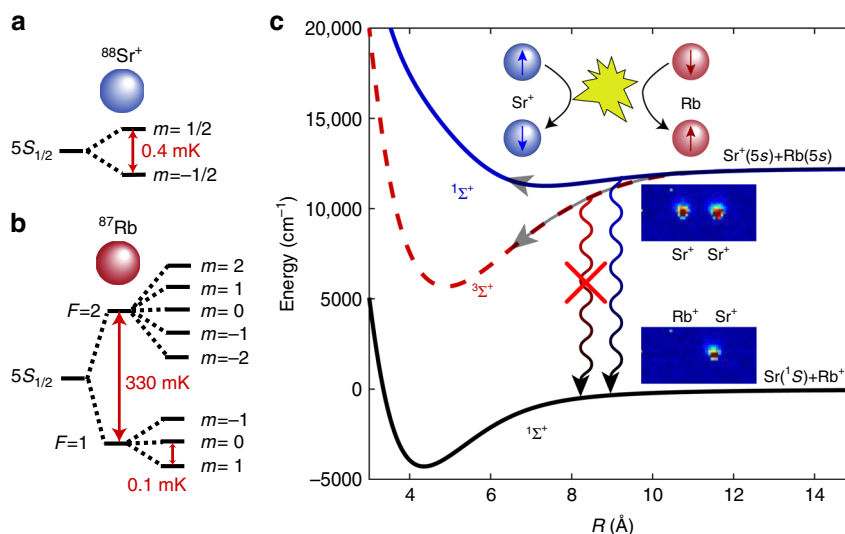 a
⁸⁸Sr⁺
5S₁/₂
m= 1/2
0.4 mK
m=−1/2
b
⁸⁷Rb
F=2
m= 2
m= 1
m= 0
m=−1
m=−2
5S₁/₂
330 mK
F=1
m=−1
m= 0
m= 1
0.1 mK
c
Energy (cm⁻¹)
20,000
15,000
10,000
5000
0
−5000
4
6
8
10
12
14
R (Å)
Sr⁺
Rb
Sr⁺(5s)+Rb(5s)
¹Σ⁺
³Σ⁺
Sr⁺ Sr⁺
Rb⁺ Sr⁺
Sr(¹S)+Rb⁺
¹Σ⁺